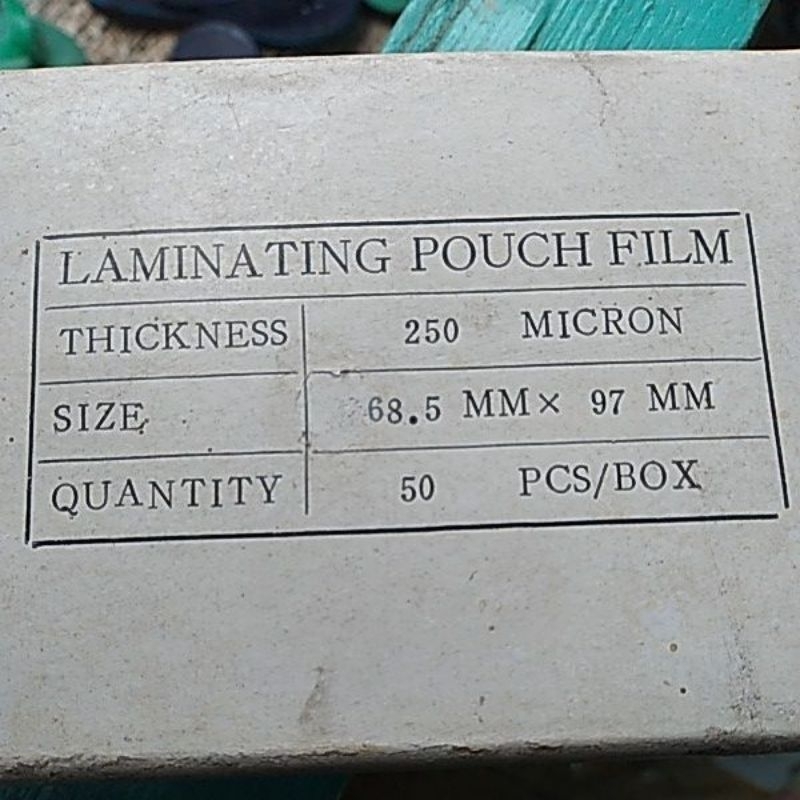 LAMINATING POUCH FILM
THICKNESS 250 MICRON
SIZE 68.5 MM× 97 MM
QUANTITY 50 PCS/BOX